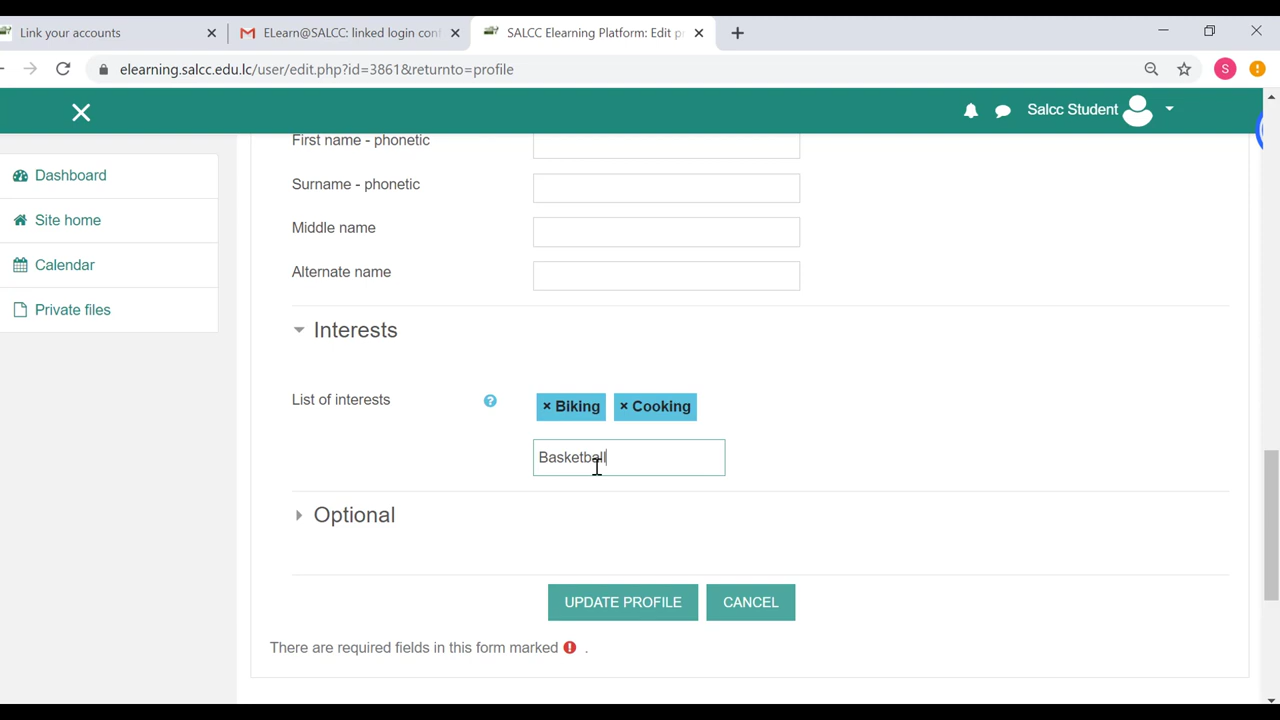 Link your accounts
ELearn@SALCC: linked login con
SALCC Elearning Platform: Edit p
elearning.salcc.edu.lc/user/edit.php?id=3861&returnto=profile
S
Salcc Student
Dashboard
Site home
Calendar
Private files
First name - phonetic
Surname - phonetic
Middle name
Alternate name
Interests
List of interests
× Biking × Cooking
Basketball
Optional
UPDATE PROFILE CANCEL
There are required fields in this form marked .